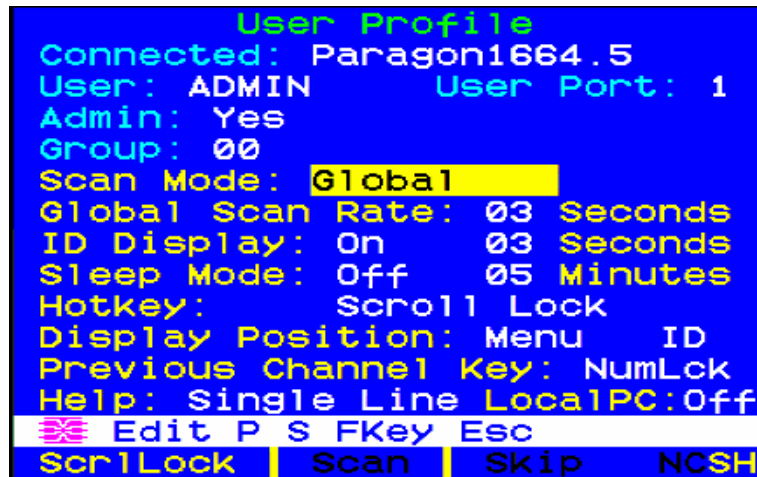 User Profile
Connected: Paragon1664.5
User: ADMIN User Port: 1
Admin: Yes
Group: 00
Scan Mode: Global
Global Scan Rate: 03 Seconds
ID Display: On 03 Seconds
Sleep Mode: Off 05 Minutes
Hotkey: Scroll Lock
Display Position: Menu ID
Previous Channel Key: NumLck
Help: Single Line LocalPC:Off
Edit P S FKey Esc
ScrlLock Scan Skip NCSH